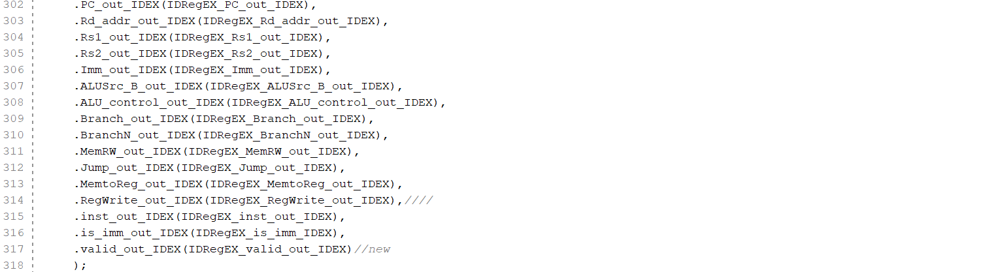 302 .PC_out_IDEX(IDRegEX_PC_out_IDEX),
303 .Rd_addr_out_IDEX(IDRegEX_Rd_addr_out_IDEX),
304 .Rs1_out_IDEX(IDRegEX_Rs1_out_IDEX),
305 .Rs2_out_IDEX(IDRegEX_Rs2_out_IDEX),
306 .Imm_out_IDEX(IDRegEX_Imm_out_IDEX),
307 .ALUSrc_B_out_IDEX(IDRegEX_ALUSrc_B_out_IDEX),
308 .ALU_control_out_IDEX(IDRegEX_ALU_control_out_IDEX),
309 .Branch_out_IDEX(IDRegEX_Branch_out_IDEX),
310 .BranchN_out_IDEX(IDRegEX_BranchN_out_IDEX),
311 .MemRW_out_IDEX(IDRegEX_MemRW_out_IDEX),
312 .Jump_out_IDEX(IDRegEX_Jump_out_IDEX),
313 .MemtoReg_out_IDEX(IDRegEX_MemtoReg_out_IDEX),
314 .RegWrite_out_IDEX(IDRegEX_RegWrite_out_IDEX),////
315 .inst_out_IDEX(IDRegEX_inst_out_IDEX),
316 .is_imm_out_IDEX(IDRegEX_is_imm_IDEX),
317 .valid_out_IDEX(IDRegEX_valid_out_IDEX)//new
318 );